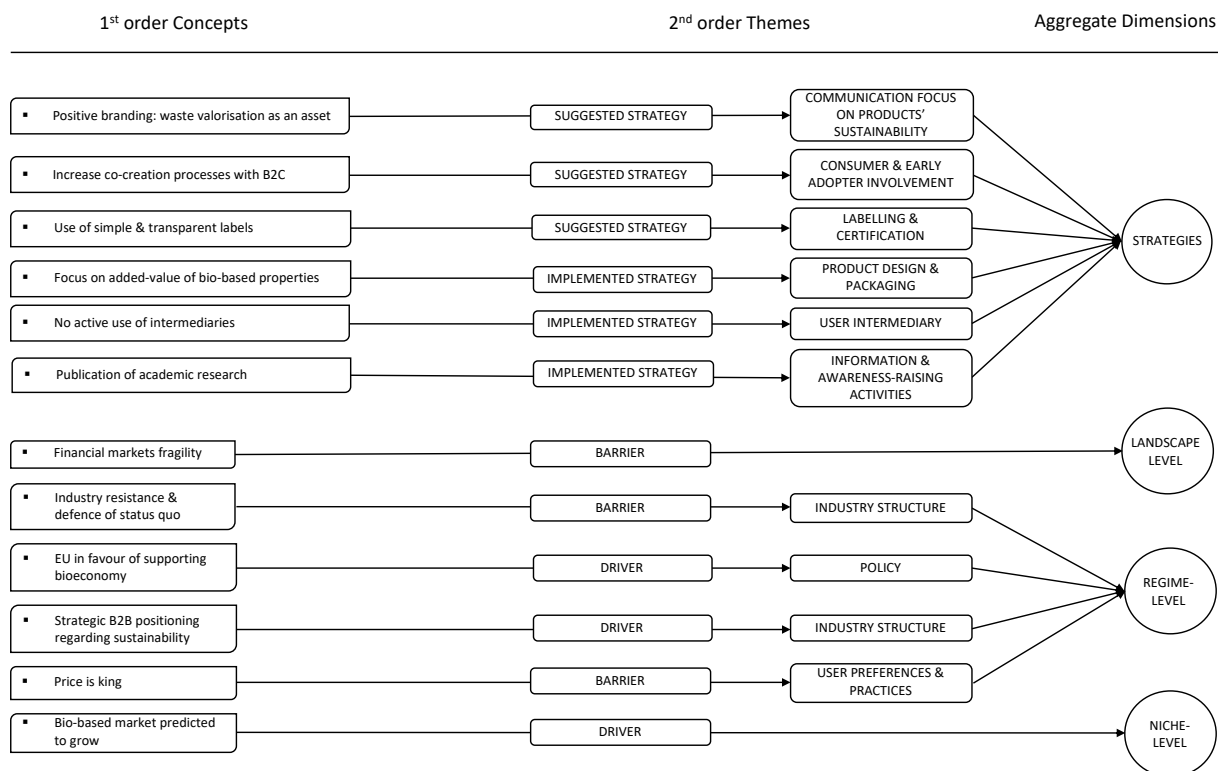 1st order Concepts
2nd order Themes
Aggregate Dimensions
▪ Positive branding: waste valorisation as an asset
SUGGESTED STRATEGY
COMMUNICATION FOCUS
ON PRODUCTS’
SUSTAINABILITY
▪ Increase co-creation processes with B2C
SUGGESTED STRATEGY
CONSUMER & EARLY
ADOPTER INVOLVEMENT
▪ Use of simple & transparent labels
SUGGESTED STRATEGY
LABELLING &
CERTIFICATION
STRATEGIES
▪ Focus on added-value of bio-based properties
IMPLEMENTED STRATEGY
PRODUCT DESIGN &
PACKAGING
▪ No active use of intermediaries
IMPLEMENTED STRATEGY
USER INTERMEDIARY
▪ Publication of academic research
IMPLEMENTED STRATEGY
INFORMATION &
AWARENESS-RAISING
ACTIVITIES
▪ Financial markets fragility
BARRIER
LANDSCAPE
LEVEL
▪ Industry resistance &
defence of status quo
BARRIER
INDUSTRY STRUCTURE
▪ EU in favour of supporting
bioeconomy
DRIVER
POLICY
REGIME-
LEVEL
▪ Strategic B2B positioning
regarding sustainability
DRIVER
INDUSTRY STRUCTURE
▪ Price is king
BARRIER
USER PREFERENCES &
PRACTICES
▪ Bio-based market predicted
to grow
DRIVER
NICHE-
LEVEL